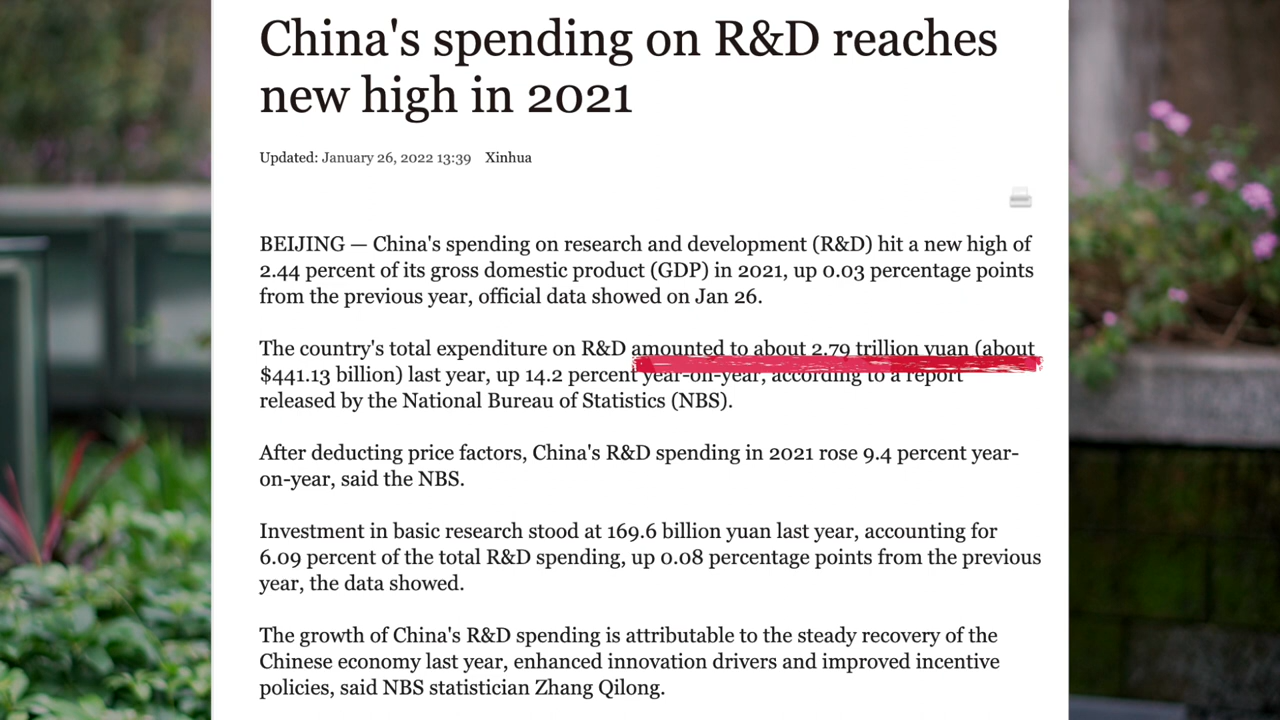 China's spending on R&D reaches
new high in 2021
Updated: January 26, 2022 13:39 Xinhua
BEIJING — China's spending on research and development (R&D) hit a new high of
2.44 percent of its gross domestic product (GDP) in 2021, up 0.03 percentage points
from the previous year, official data showed on Jan 26.
The country's total expenditure on R&D amounted to about 2.79 trillion yuan (about
$441.13 billion) last year, up 14.2 percent year-on-year, according to a report
released by the National Bureau of Statistics (NBS).
After deducting price factors, China's R&D spending in 2021 rose 9.4 percent year-
on-year, said the NBS.
Investment in basic research stood at 169.6 billion yuan last year, accounting for
6.09 percent of the total R&D spending, up 0.08 percentage points from the previous
year, the data showed.
The growth of China's R&D spending is attributable to the steady recovery of the
Chinese economy last year, enhanced innovation drivers and improved incentive
policies, said NBS statistician Zhang Qilong.